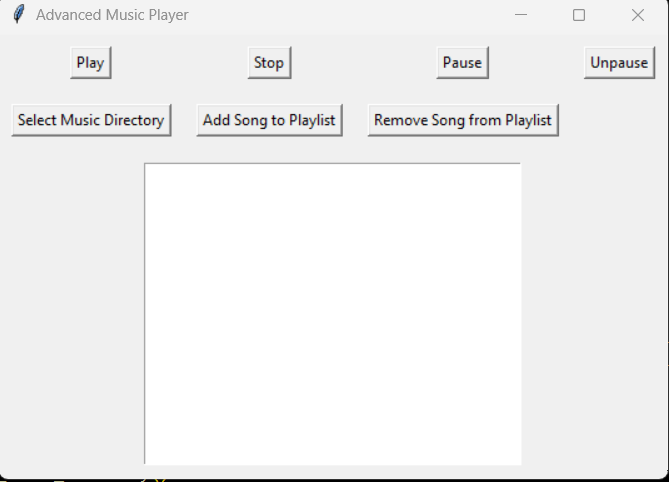 Advanced Music Player
Play Stop Pause Unpause
Select Music Directory Add Song to Playlist Remove Song from Playlist